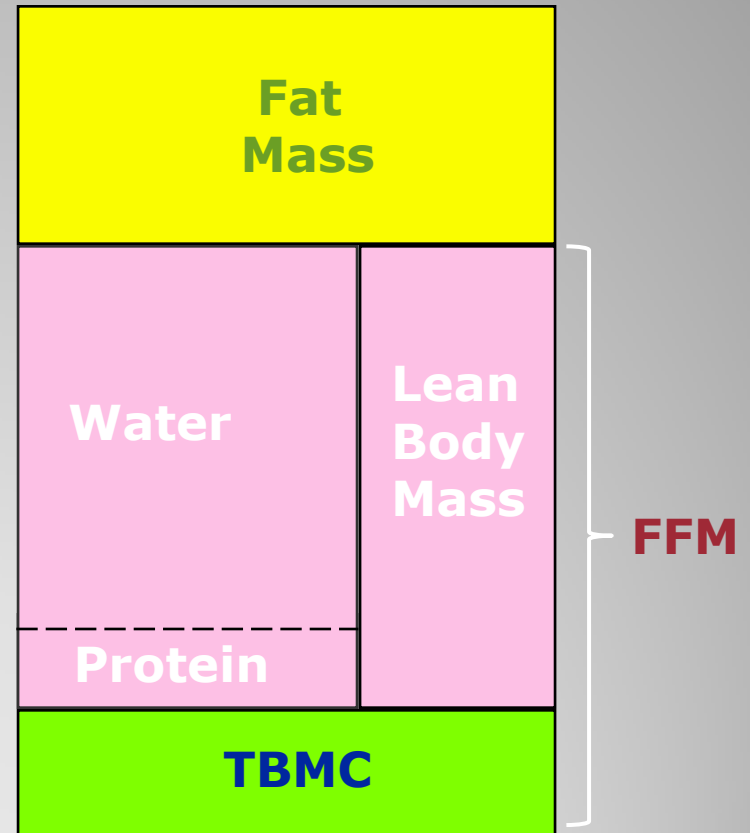 Fat
Mass
Water
Lean
Body
Mass
FFM
Protein
TBMC